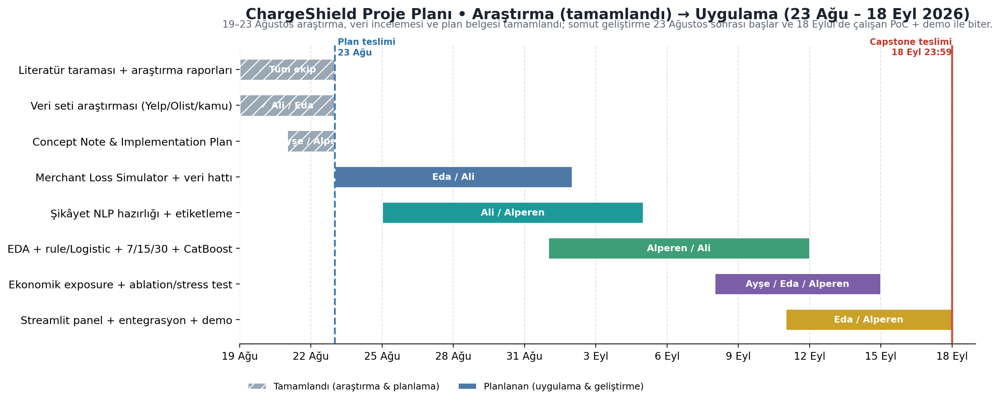 ChargeShield Proje Planı • Araştırma (tamamlandı) → Uygulama (23 Ağu – 18 Eyl 2026)
19–23 Ağustos araştırma, veri incelemesi ve plan belgesi tamamlandı; somut geliştirme 23 Ağustos sonrası başlar ve 18 Eylül'de çalışan PoC + demo ile biter.
Plan teslimi
23 Ağu
Capstone teslimi
18 Eyl 23:59
Literatür taraması + araştırma raporları
✓ Tüm ekip
Veri seti araştırması (Yelp/Olist/kamu)
✓ Ali / Eda
Concept Note & Implementation Plan
yşe / Alpe
Merchant Loss Simulator + veri hattı
Eda / Ali
Şikâyet NLP hazırlığı + etiketleme
Ali / Alperen
EDA + rule/Logistic + 7/15/30 + CatBoost
Alperen / Ali
Ekonomik exposure + ablation/stress test
Ayşe / Eda / Alperen
Streamlit panel + entegrasyon + demo
Eda / Alperen
19 Ağu 22 Ağu 25 Ağu 28 Ağu 31 Ağu 3 Eyl 6 Eyl 9 Eyl 12 Eyl 15 Eyl 18 Eyl
Tamamlandı (araştırma & planlama)
Planlanan (uygulama & geliştirme)